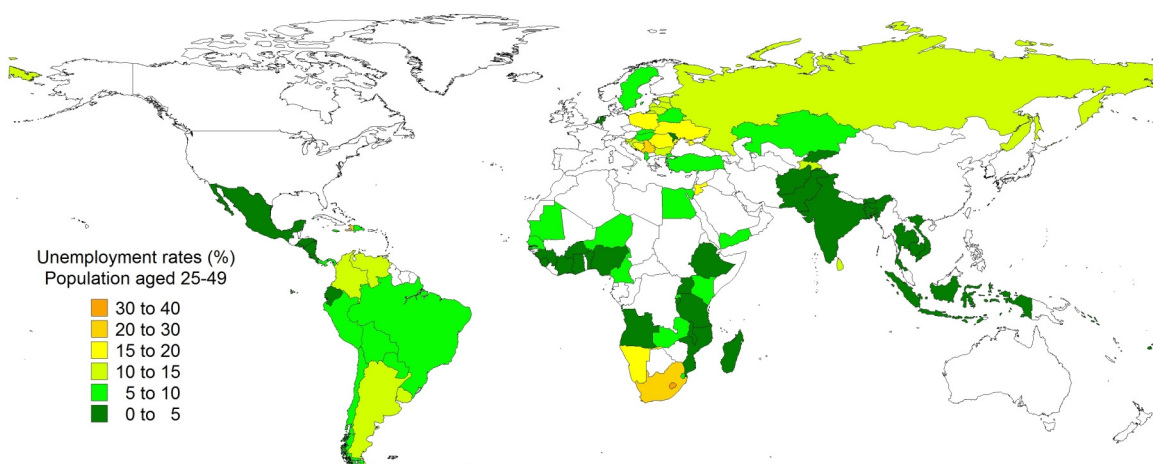 Unemployment rates (%)
Population aged 25-49
30 to 40
20 to 30
15 to 20
10 to 15
5 to 10
0 to 5